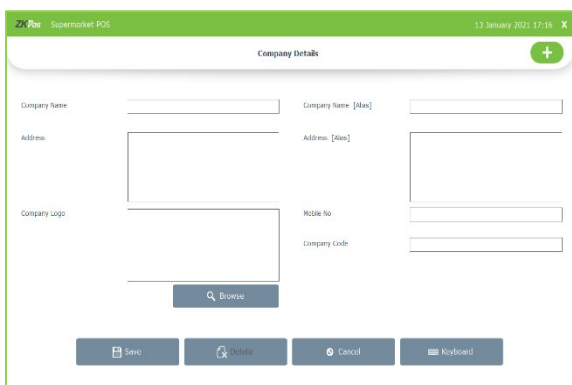 ZKPos Supermarket POS 13 January 2021 17:16 X
Company Details
Company Name Company Name [Alias]
Address Address [Alias]
Company Logo Mobile No
Company Code
Browse
Save Delete Cancel Keyboard